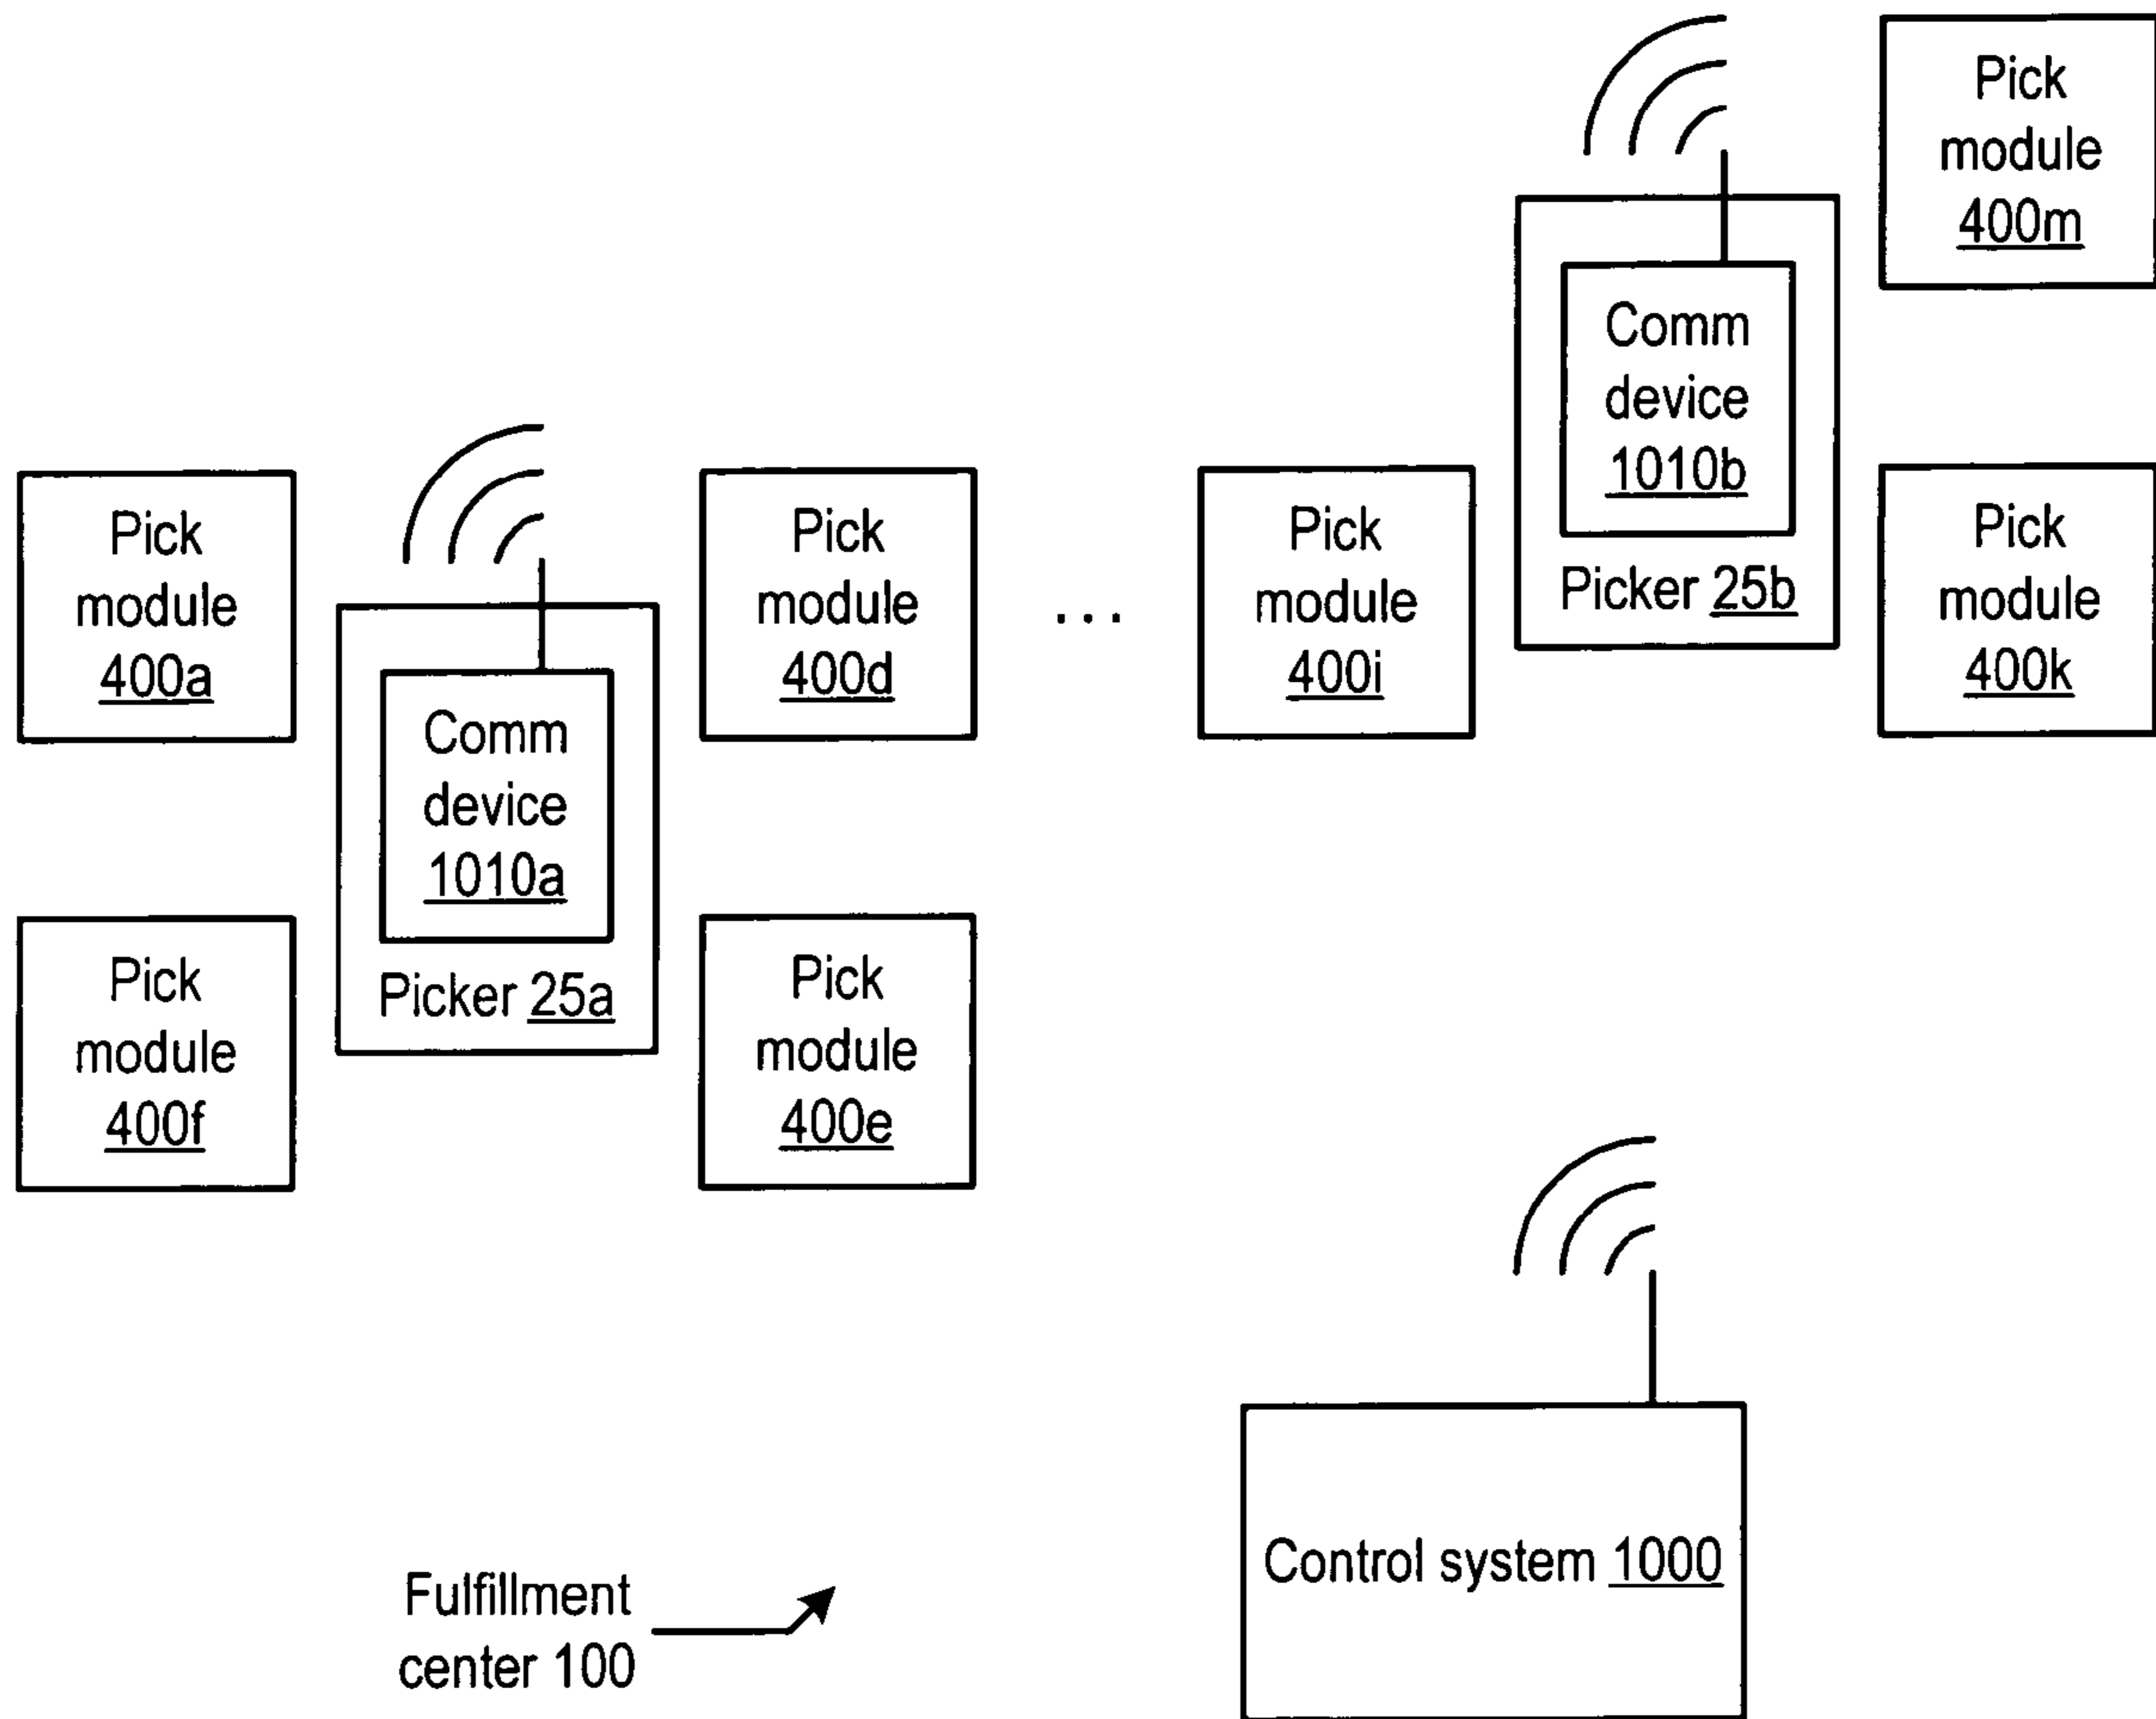 Pick
module
400m
Comm
device
1010b
Picker 25b
Pick
module
400a
Pick
module
400d
...
Pick
module
400i
Pick
module
400k
Comm
device
1010a
Picker 25a
Pick
module
400f
Pick
module
400e
Control system 1000
Fulfillment
center 100